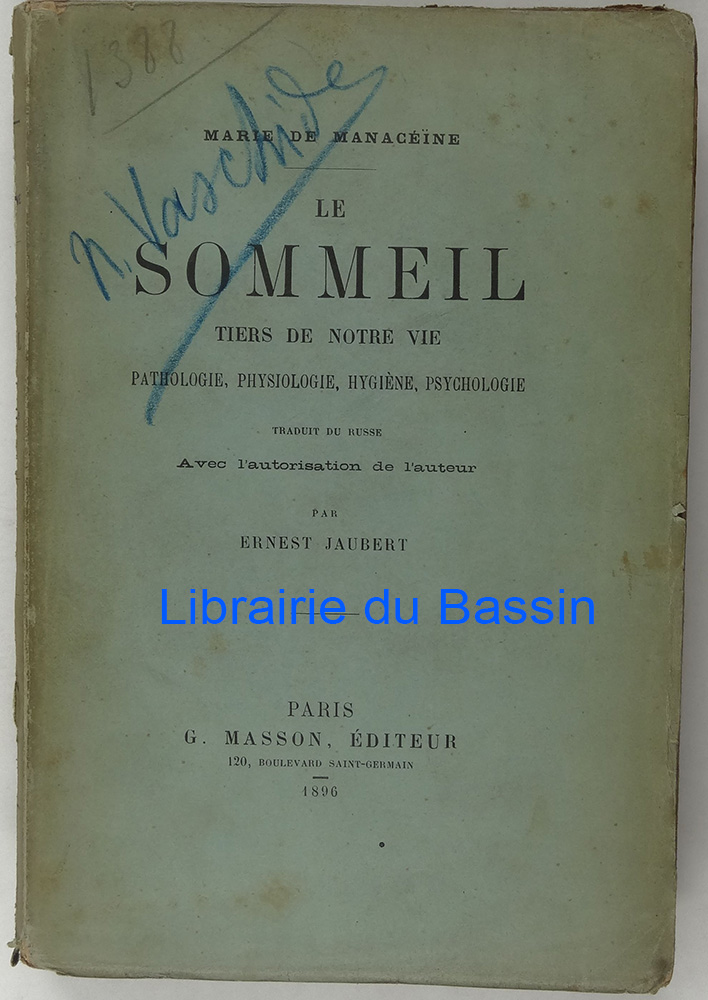 1388
N. Vaschide
MARIE DE MANACÉÏNE
LE
SOMMEIL
TIERS DE NOTRE VIE
PATHOLOGIE, PHYSIOLOGIE, HYGIÈNE, PSYCHOLOGIE
TRADUIT DU RUSSE
Avec l'autorisation de l'auteur
PAR
ERNEST JAUBERT
Librairie du Bassin
PARIS
G. MASSON, ÉDITEUR
120, BOULEVARD SAINT-GERMAIN
1896